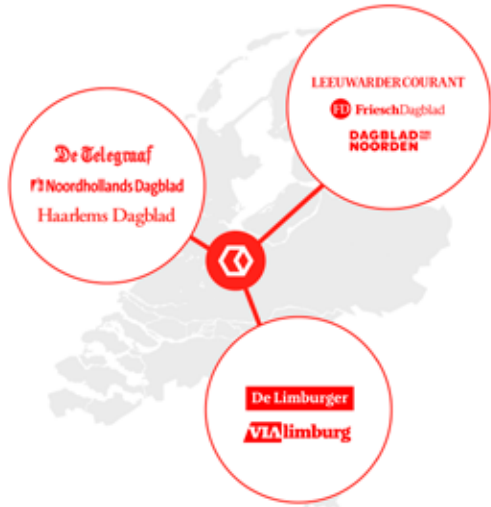 De Telegraaf
Noordhollands Dagblad
Haarlems Dagblad
LEEUWARDER COURANT
FD FrieschDagblad
DAGBLAD VAN HET
NOORDEN
De Limburger
VIAlimburg